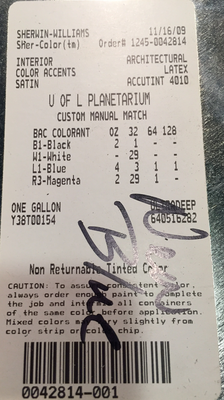 SHERWIN-WILLIAMS 11/16/09
SHer-Color(tm) Order# 1245-0042814
INTERIOR ARCHITECTURAL
COLOR ACCENTS LATEX
SATIN ACCUTINT 4010
U OF L PLANETARIUM
CUSTOM MANUAL MATCH
BAC COLORANT OZ 32 64 128
B1-Black 2 1 - -
W1-White - 29 - -
L1-Blue 4 3 1 1
R3-Magenta 2 29 1 -
ONE GALLON DEEP
Y38T00154 640516282
Blue
Non Returnable Tinted Color
CAUTION: To assure consistent color,
always order enough paint to complete
the job and intermix all containers
of the same color before application.
Mixed colors may vary slightly from
color strip or color chip.
0042814-001